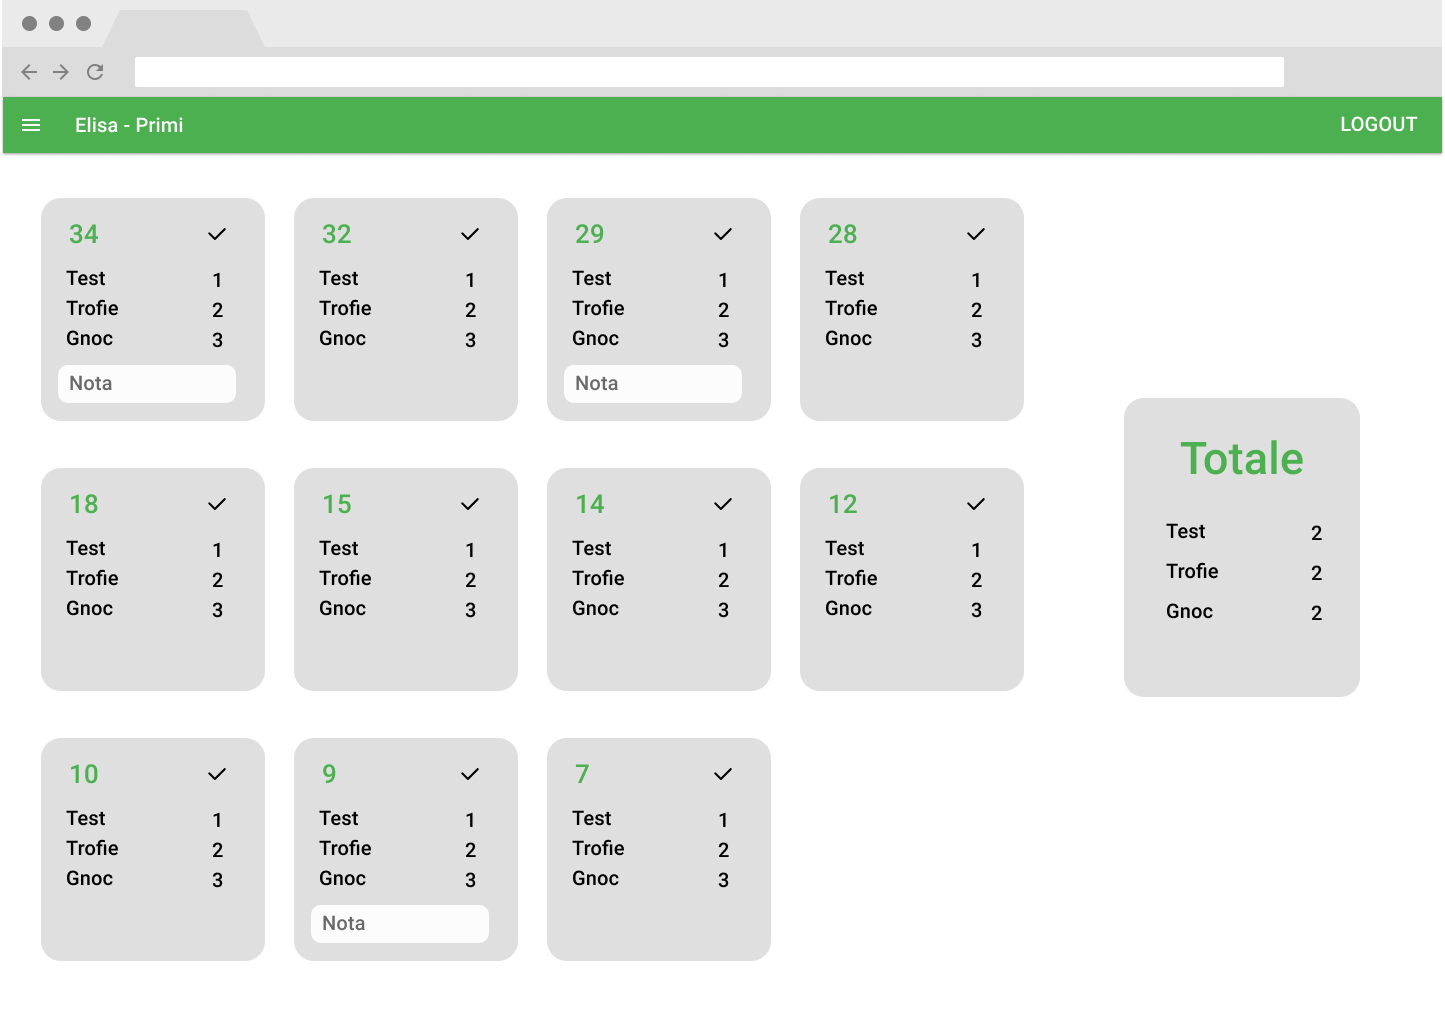 Elisa - Primi LOGOUT
34
Test 1
Trofie 2
Gnoc 3
Nota
32
Test 1
Trofie 2
Gnoc 3
29
Test 1
Trofie 2
Gnoc 3
Nota
28
Test 1
Trofie 2
Gnoc 3
18
Test 1
Trofie 2
Gnoc 3
15
Test 1
Trofie 2
Gnoc 3
14
Test 1
Trofie 2
Gnoc 3
12
Test 1
Trofie 2
Gnoc 3
10
Test 1
Trofie 2
Gnoc 3
9
Test 1
Trofie 2
Gnoc 3
Nota
7
Test 1
Trofie 2
Gnoc 3
Totale
Test 2
Trofie 2
Gnoc 2